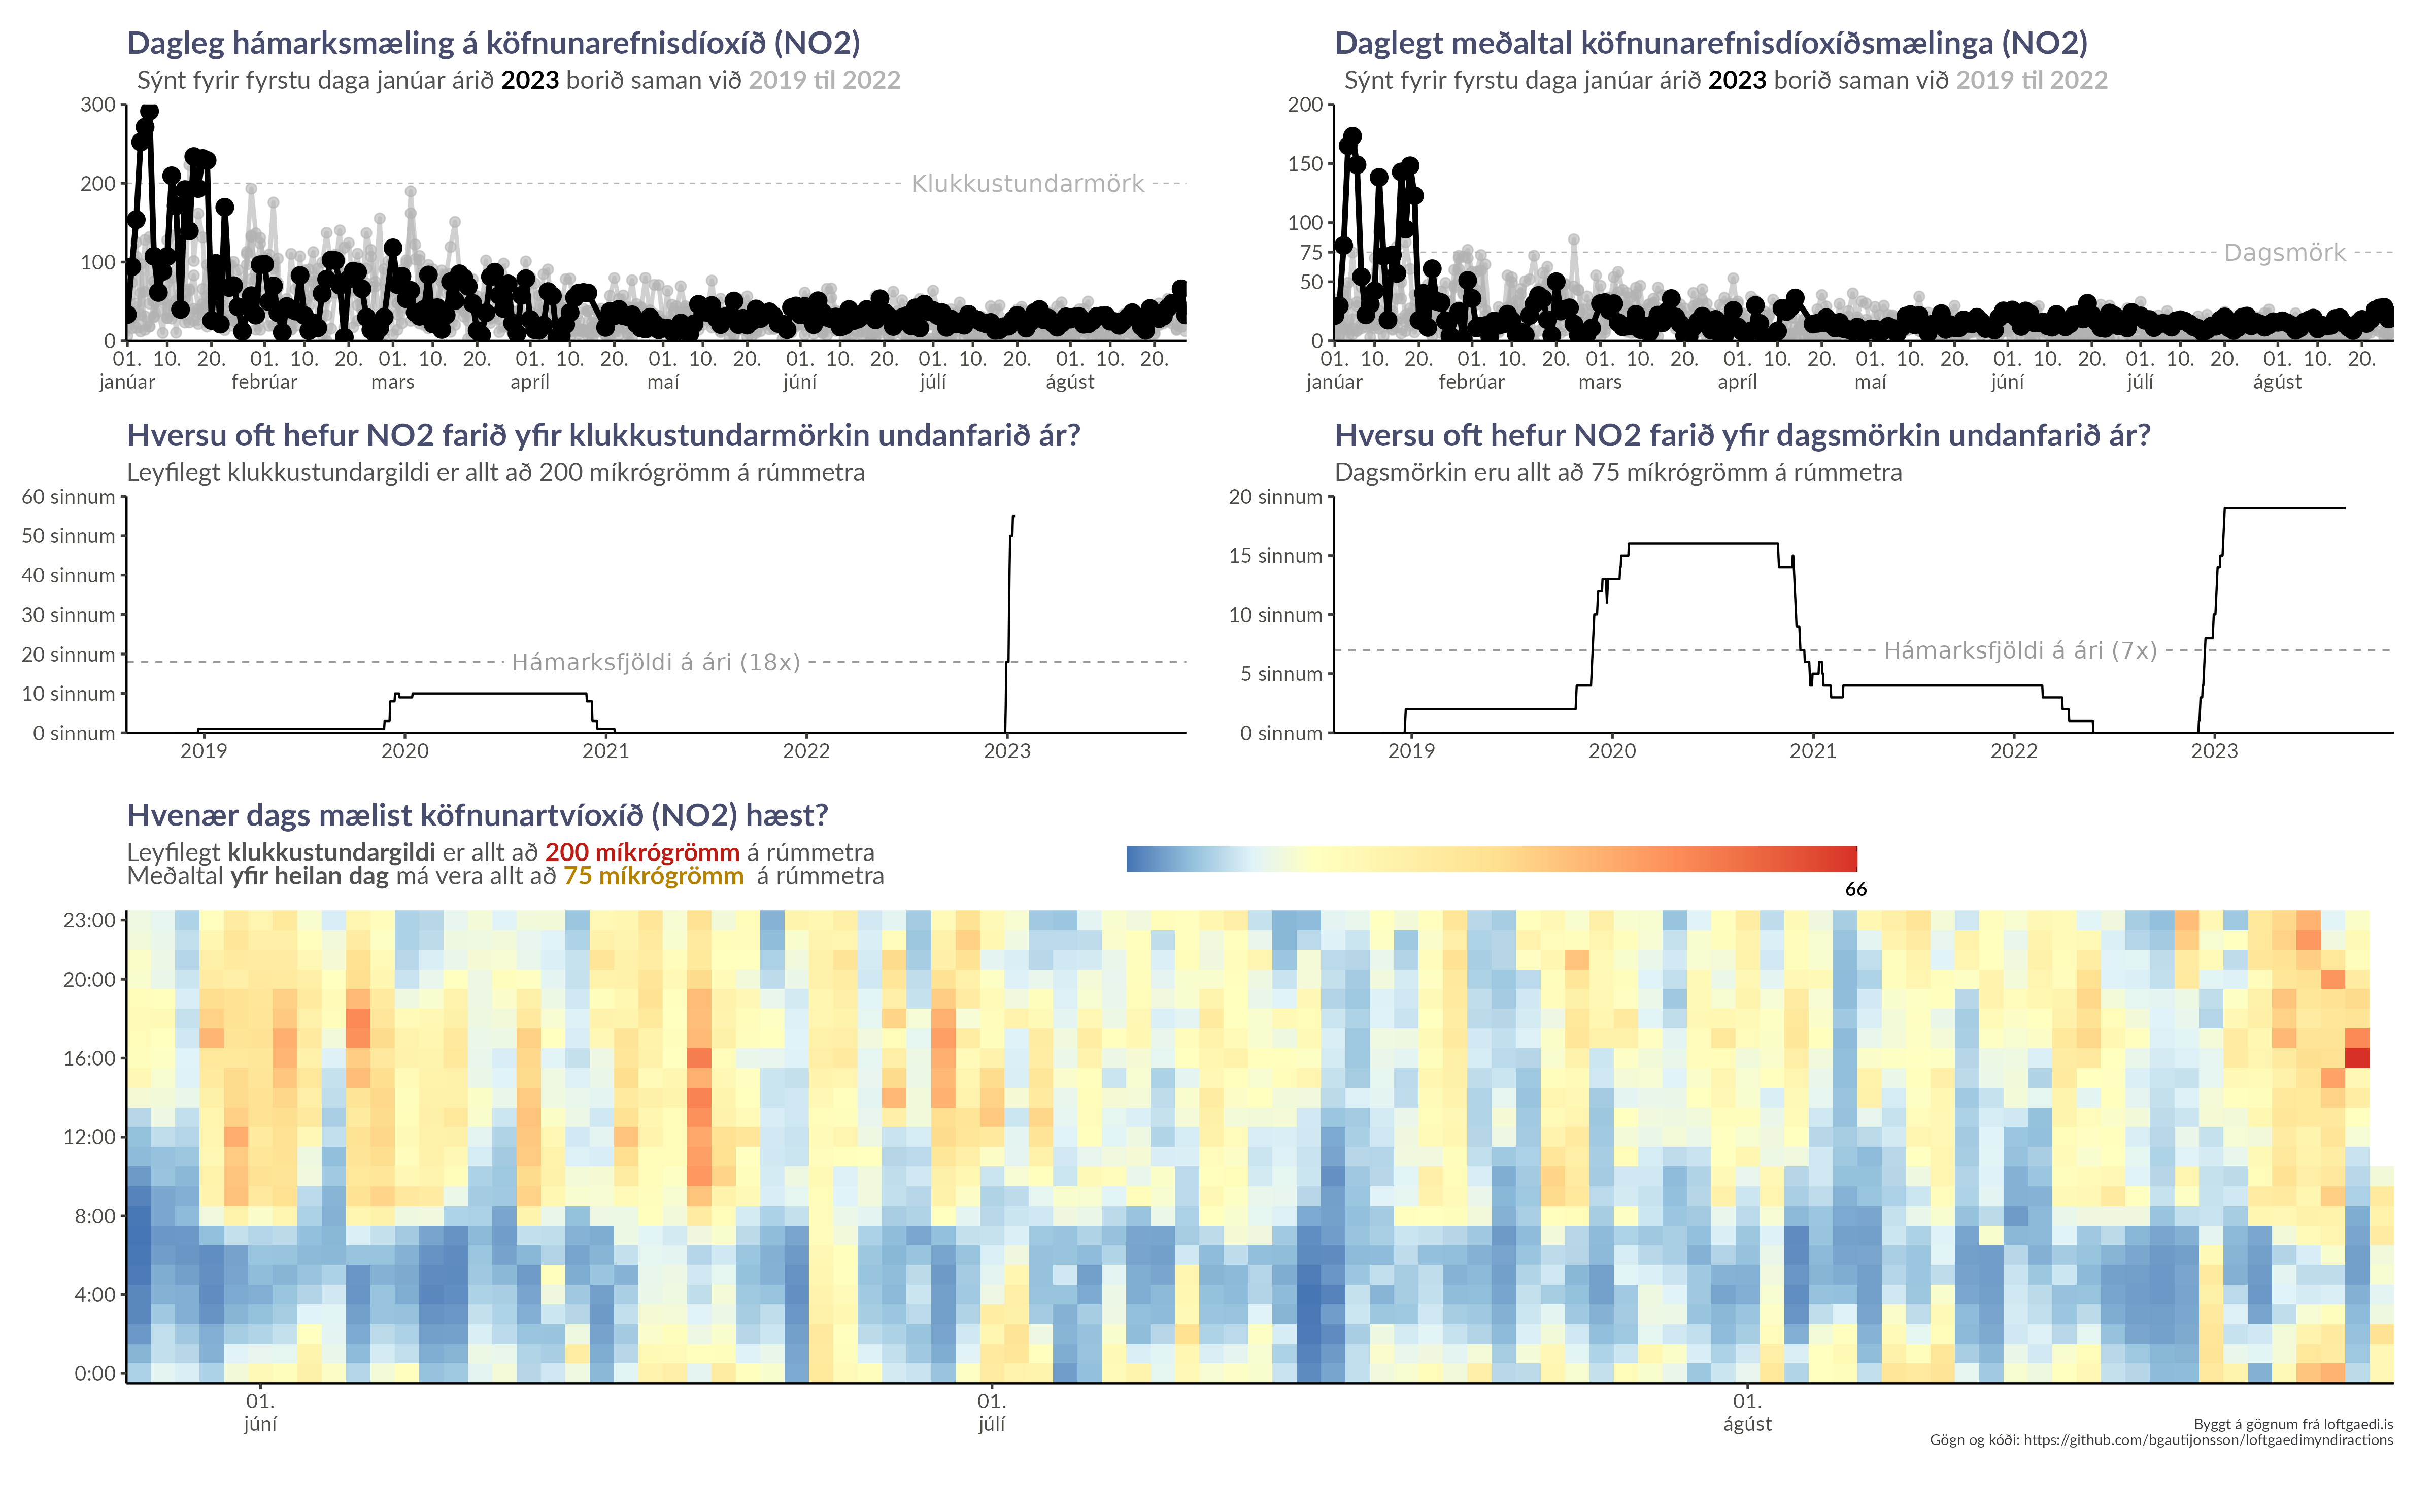 Dagleg hámarksmæling á köfnunarefnisdíoxíð (NO2)
Sýnt fyrir fyrstu daga janúar árið 2023 borið saman við 2019 til 2022
300
200
100
0
Klukkustundarmörk
01. 10. 20. 01. 10. 20. 01. 10. 20. 01. 10. 20. 01. 10. 20. 01. 10. 20. 01. 10. 20. 01. 10. 20.
janúar febrúar mars apríl maí júní júlí ágúst
Daglegt meðaltal köfnunarefnisdíoxíðsmælinga (NO2)
Sýnt fyrir fyrstu daga janúar árið 2023 borið saman við 2019 til 2022
200
150
100
75
50
0
Dagsmörk
01. 10. 20. 01. 10. 20. 01. 10. 20. 01. 10. 20. 01. 10. 20. 01. 10. 20. 01. 10. 20. 01. 10. 20.
janúar febrúar mars apríl maí júní júlí ágúst
Hversu oft hefur NO2 farið yfir klukkustundarmörkin undanfarið ár?
Leyfilegt klukkustundargildi er allt að 200 míkrógrömm á rúmmetra
60 sinnum
50 sinnum
40 sinnum
30 sinnum
20 sinnum
10 sinnum
0 sinnum
Hámarksfjöldi á ári (18x)
2019 2020 2021 2022 2023
Hversu oft hefur NO2 farið yfir dagsmörkin undanfarið ár?
Dagsmörkin eru allt að 75 míkrógrömm á rúmmetra
20 sinnum
15 sinnum
10 sinnum
5 sinnum
0 sinnum
Hámarksfjöldi á ári (7x)
2019 2020 2021 2022 2023
Hvenær dags mælist köfnunartvíoxíð (NO2) hæst?
Leyfilegt klukkustundargildi er allt að 200 míkrógrömm á rúmmetra
Meðaltal yfir heilan dag má vera allt að 75 míkrógrömm á rúmmetra
66
23:00
20:00
16:00
12:00
8:00
4:00
0:00
01. 01. 01.
júní júlí ágúst
Byggt á gögnum frá loftgaedi.is
Gögn og kóði: https://github.com/bgautijonsson/loftgaedimyndiractions